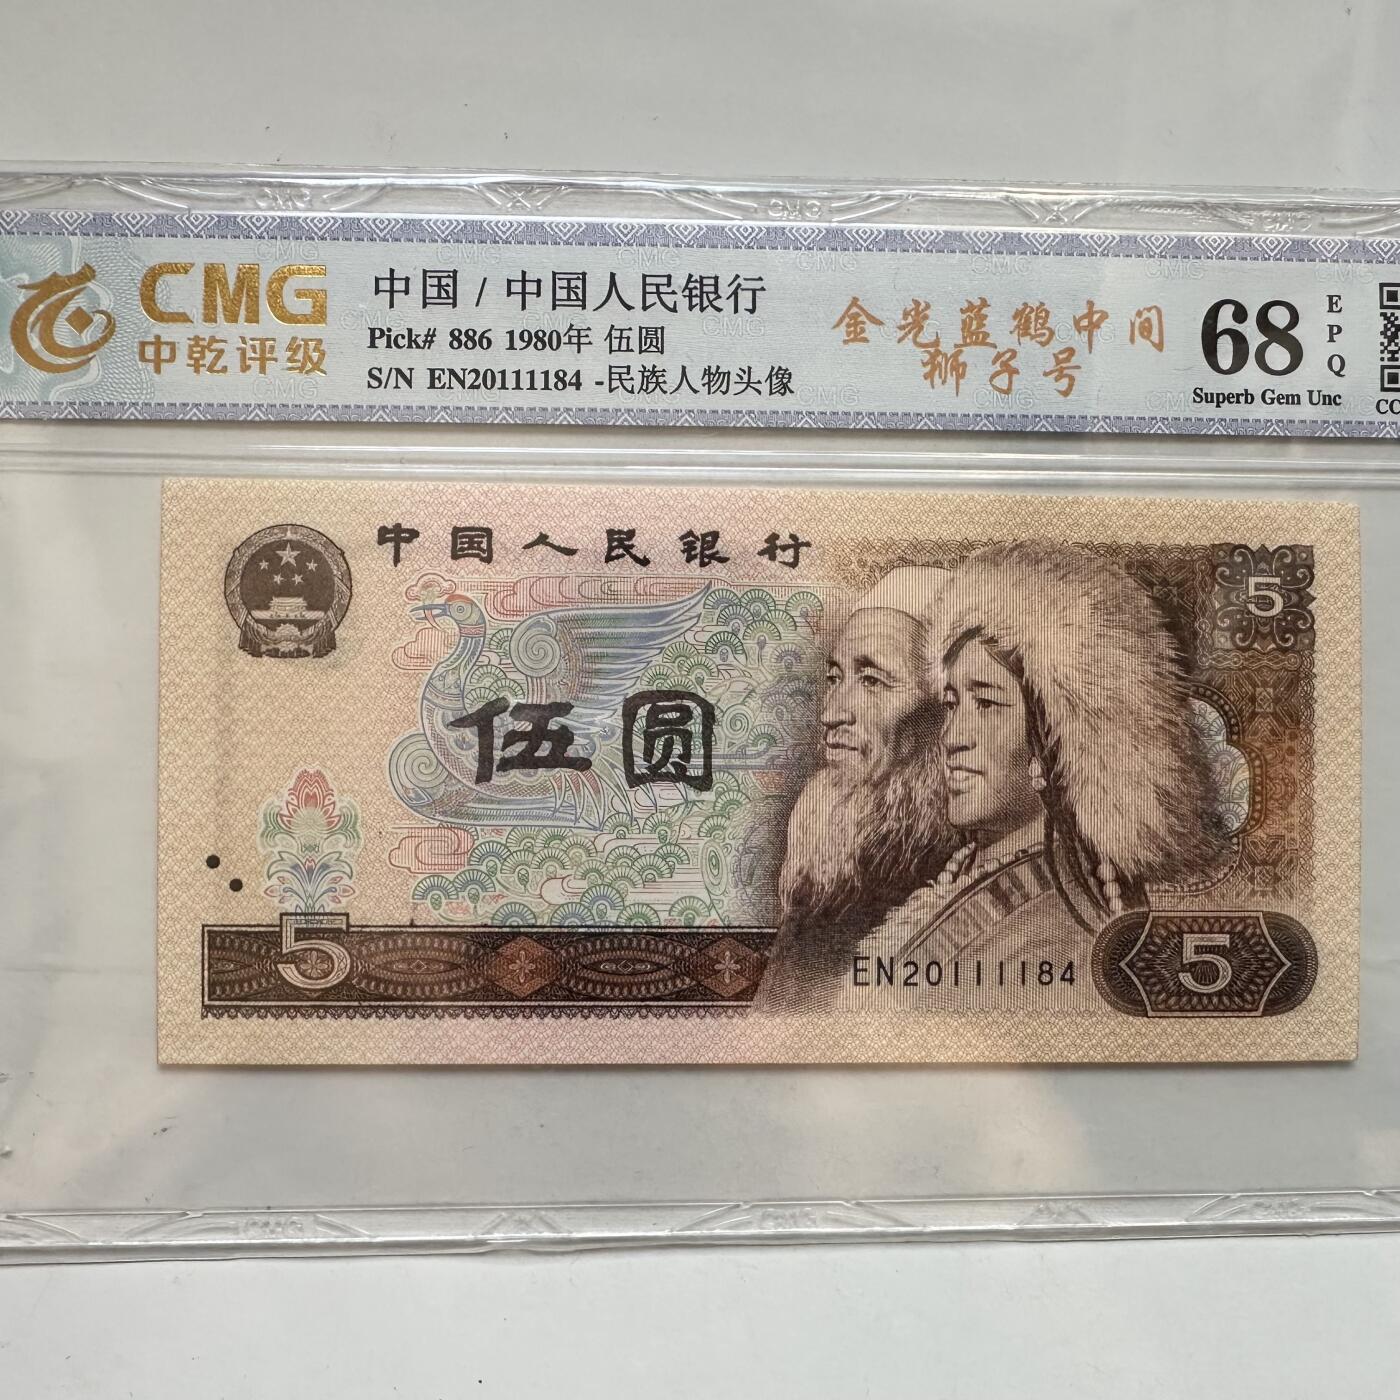 CMG
中乾评级
中国 / 中国人民银行
Pick# 886 1980年 伍圆
S/N EN20111184 -民族人物头像
金光蓝鹤中间
狮子号
68
EPQ
Superb Gem Unc
CC
中国人民银行
5
伍圆
5
EN20111184
5